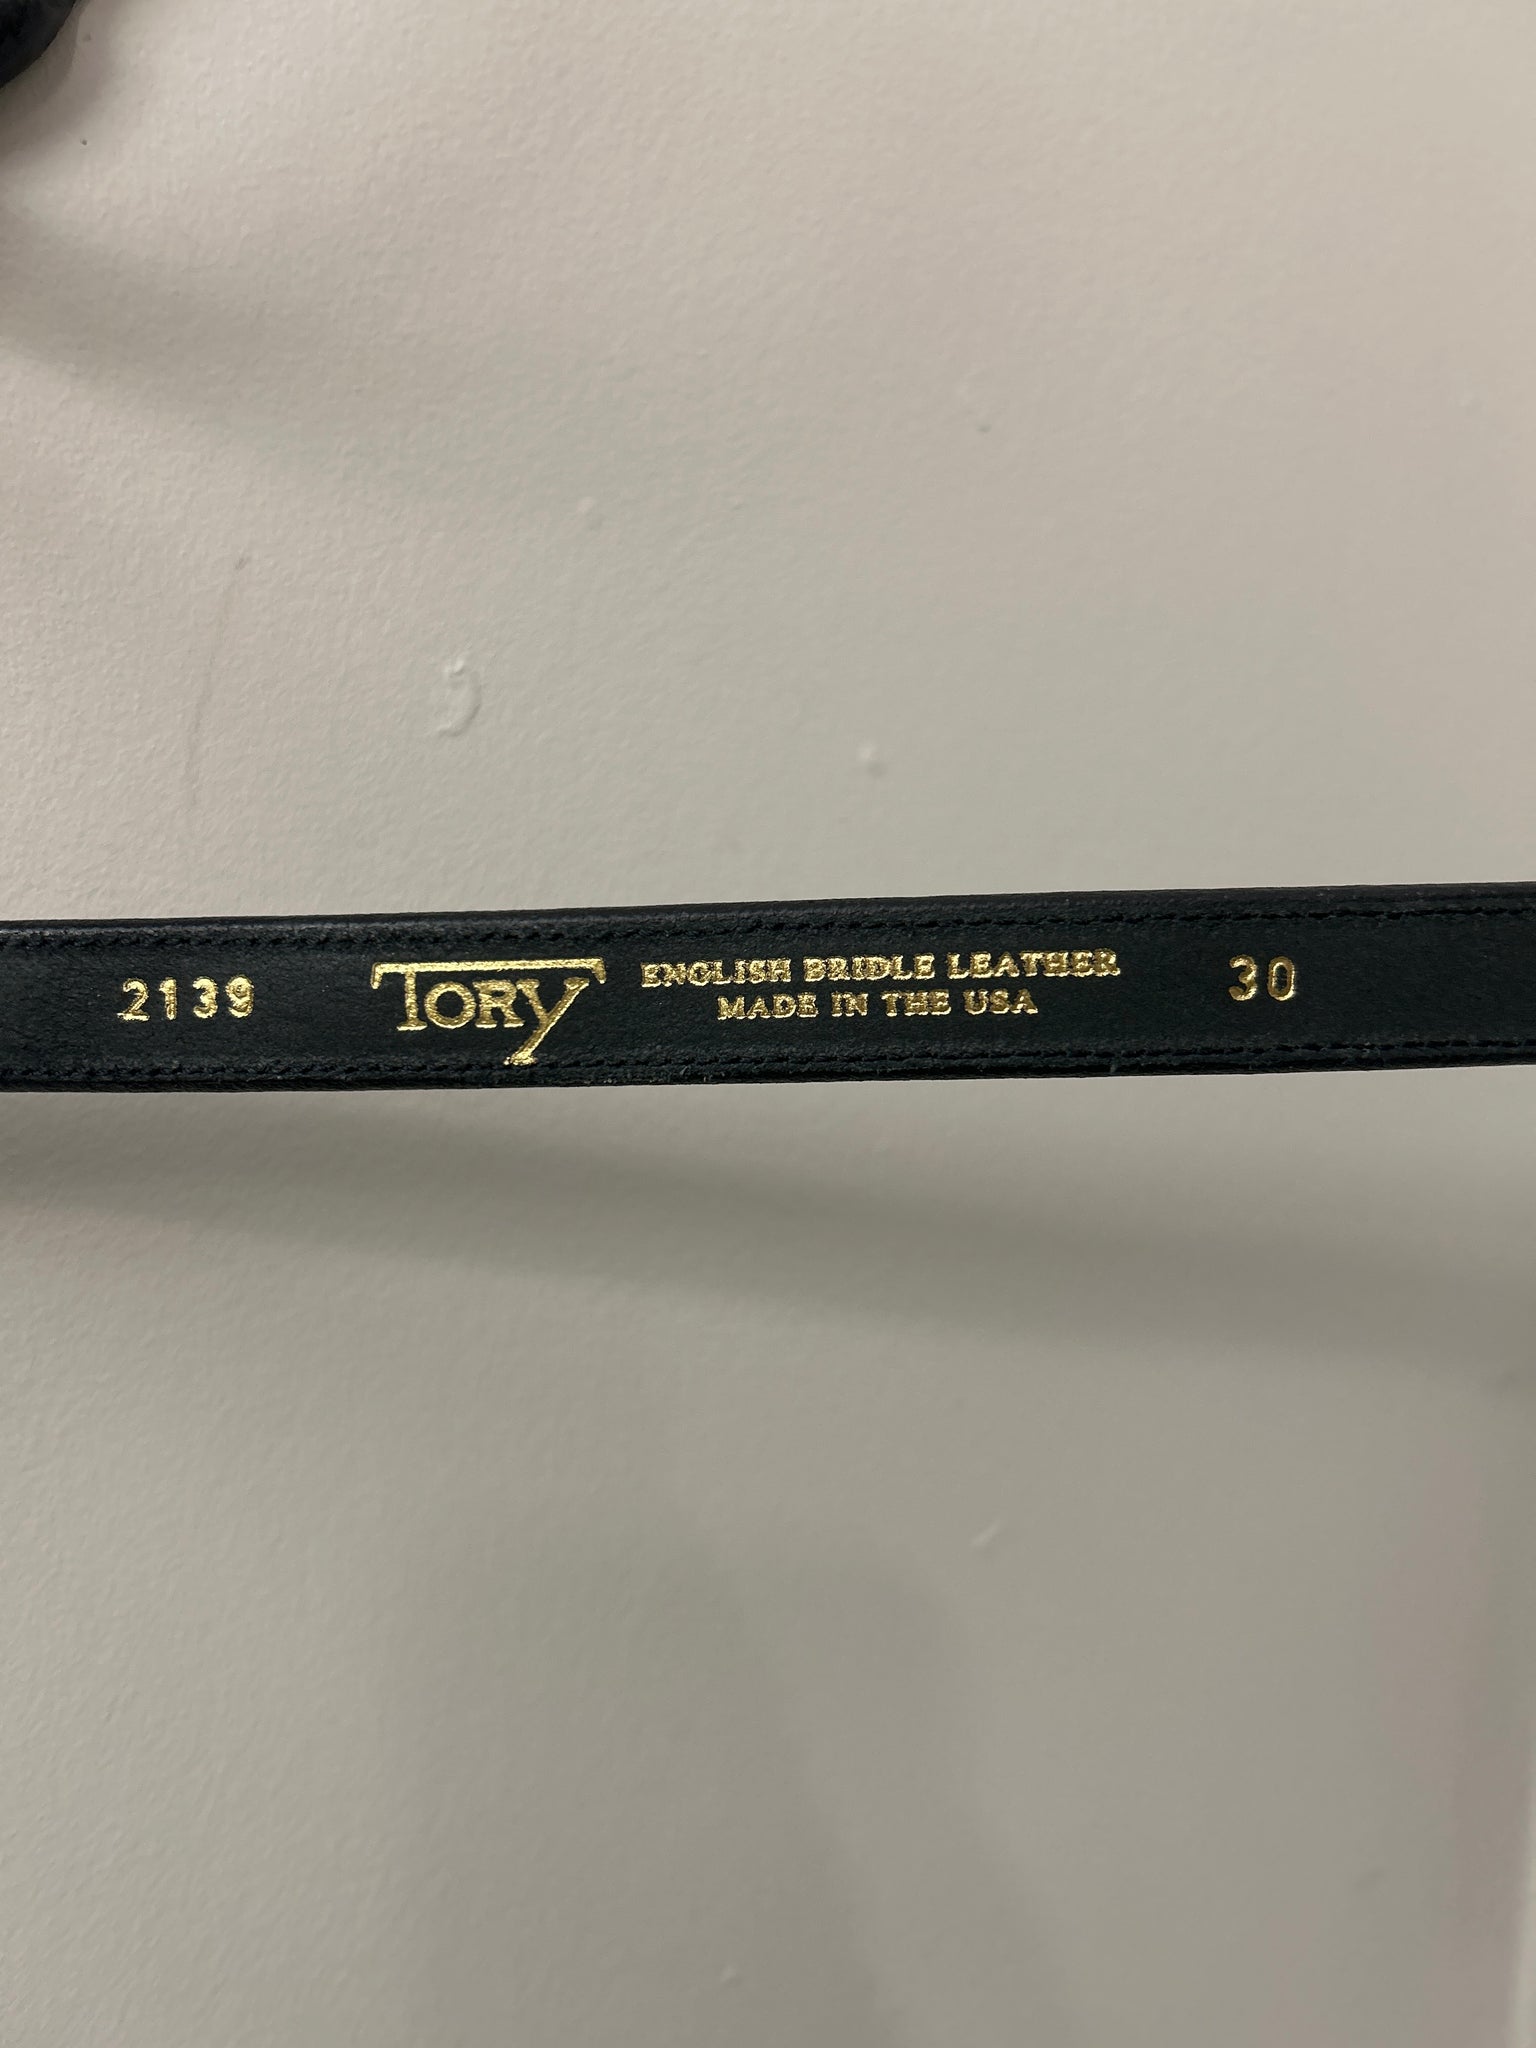 2139
TORY
ENGLISH BRIDLE LEATHER
MADE IN THE USA
30